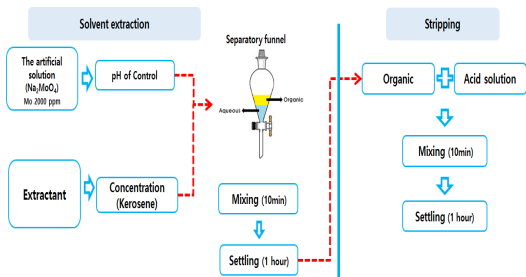 Solvent extraction
Stripping
The artificial
solution
(Na₂MoO₄)
Mo 2000 ppm
pH of Control
Separatory funnel
Organic
Aqueous
Extractant
Concentration
(Kerosene)
Mixing (10min)
Settling (1 hour)
Organic
Acid solution
Mixing (10min)
Settling (1 hour)